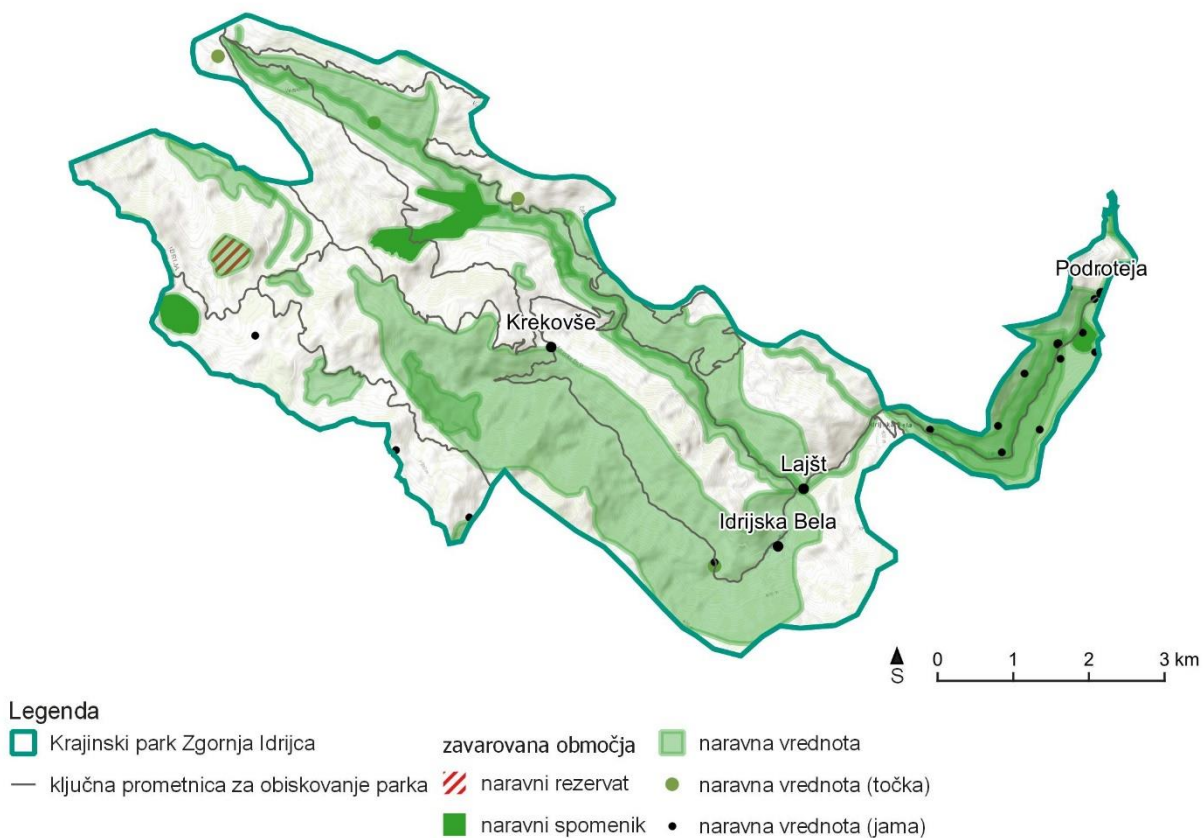 Podroteja
Krekovše
Lajšt
Idrijska Bela
S
0 1 2 3 km
Legenda
Krajinski park Zgornja Idrijca
ključna prometnica za obiskovanje parka
zavarovana območja
naravni rezervat
naravni spomenik
naravna vrednota
naravna vrednota (točka)
naravna vrednota (jama)